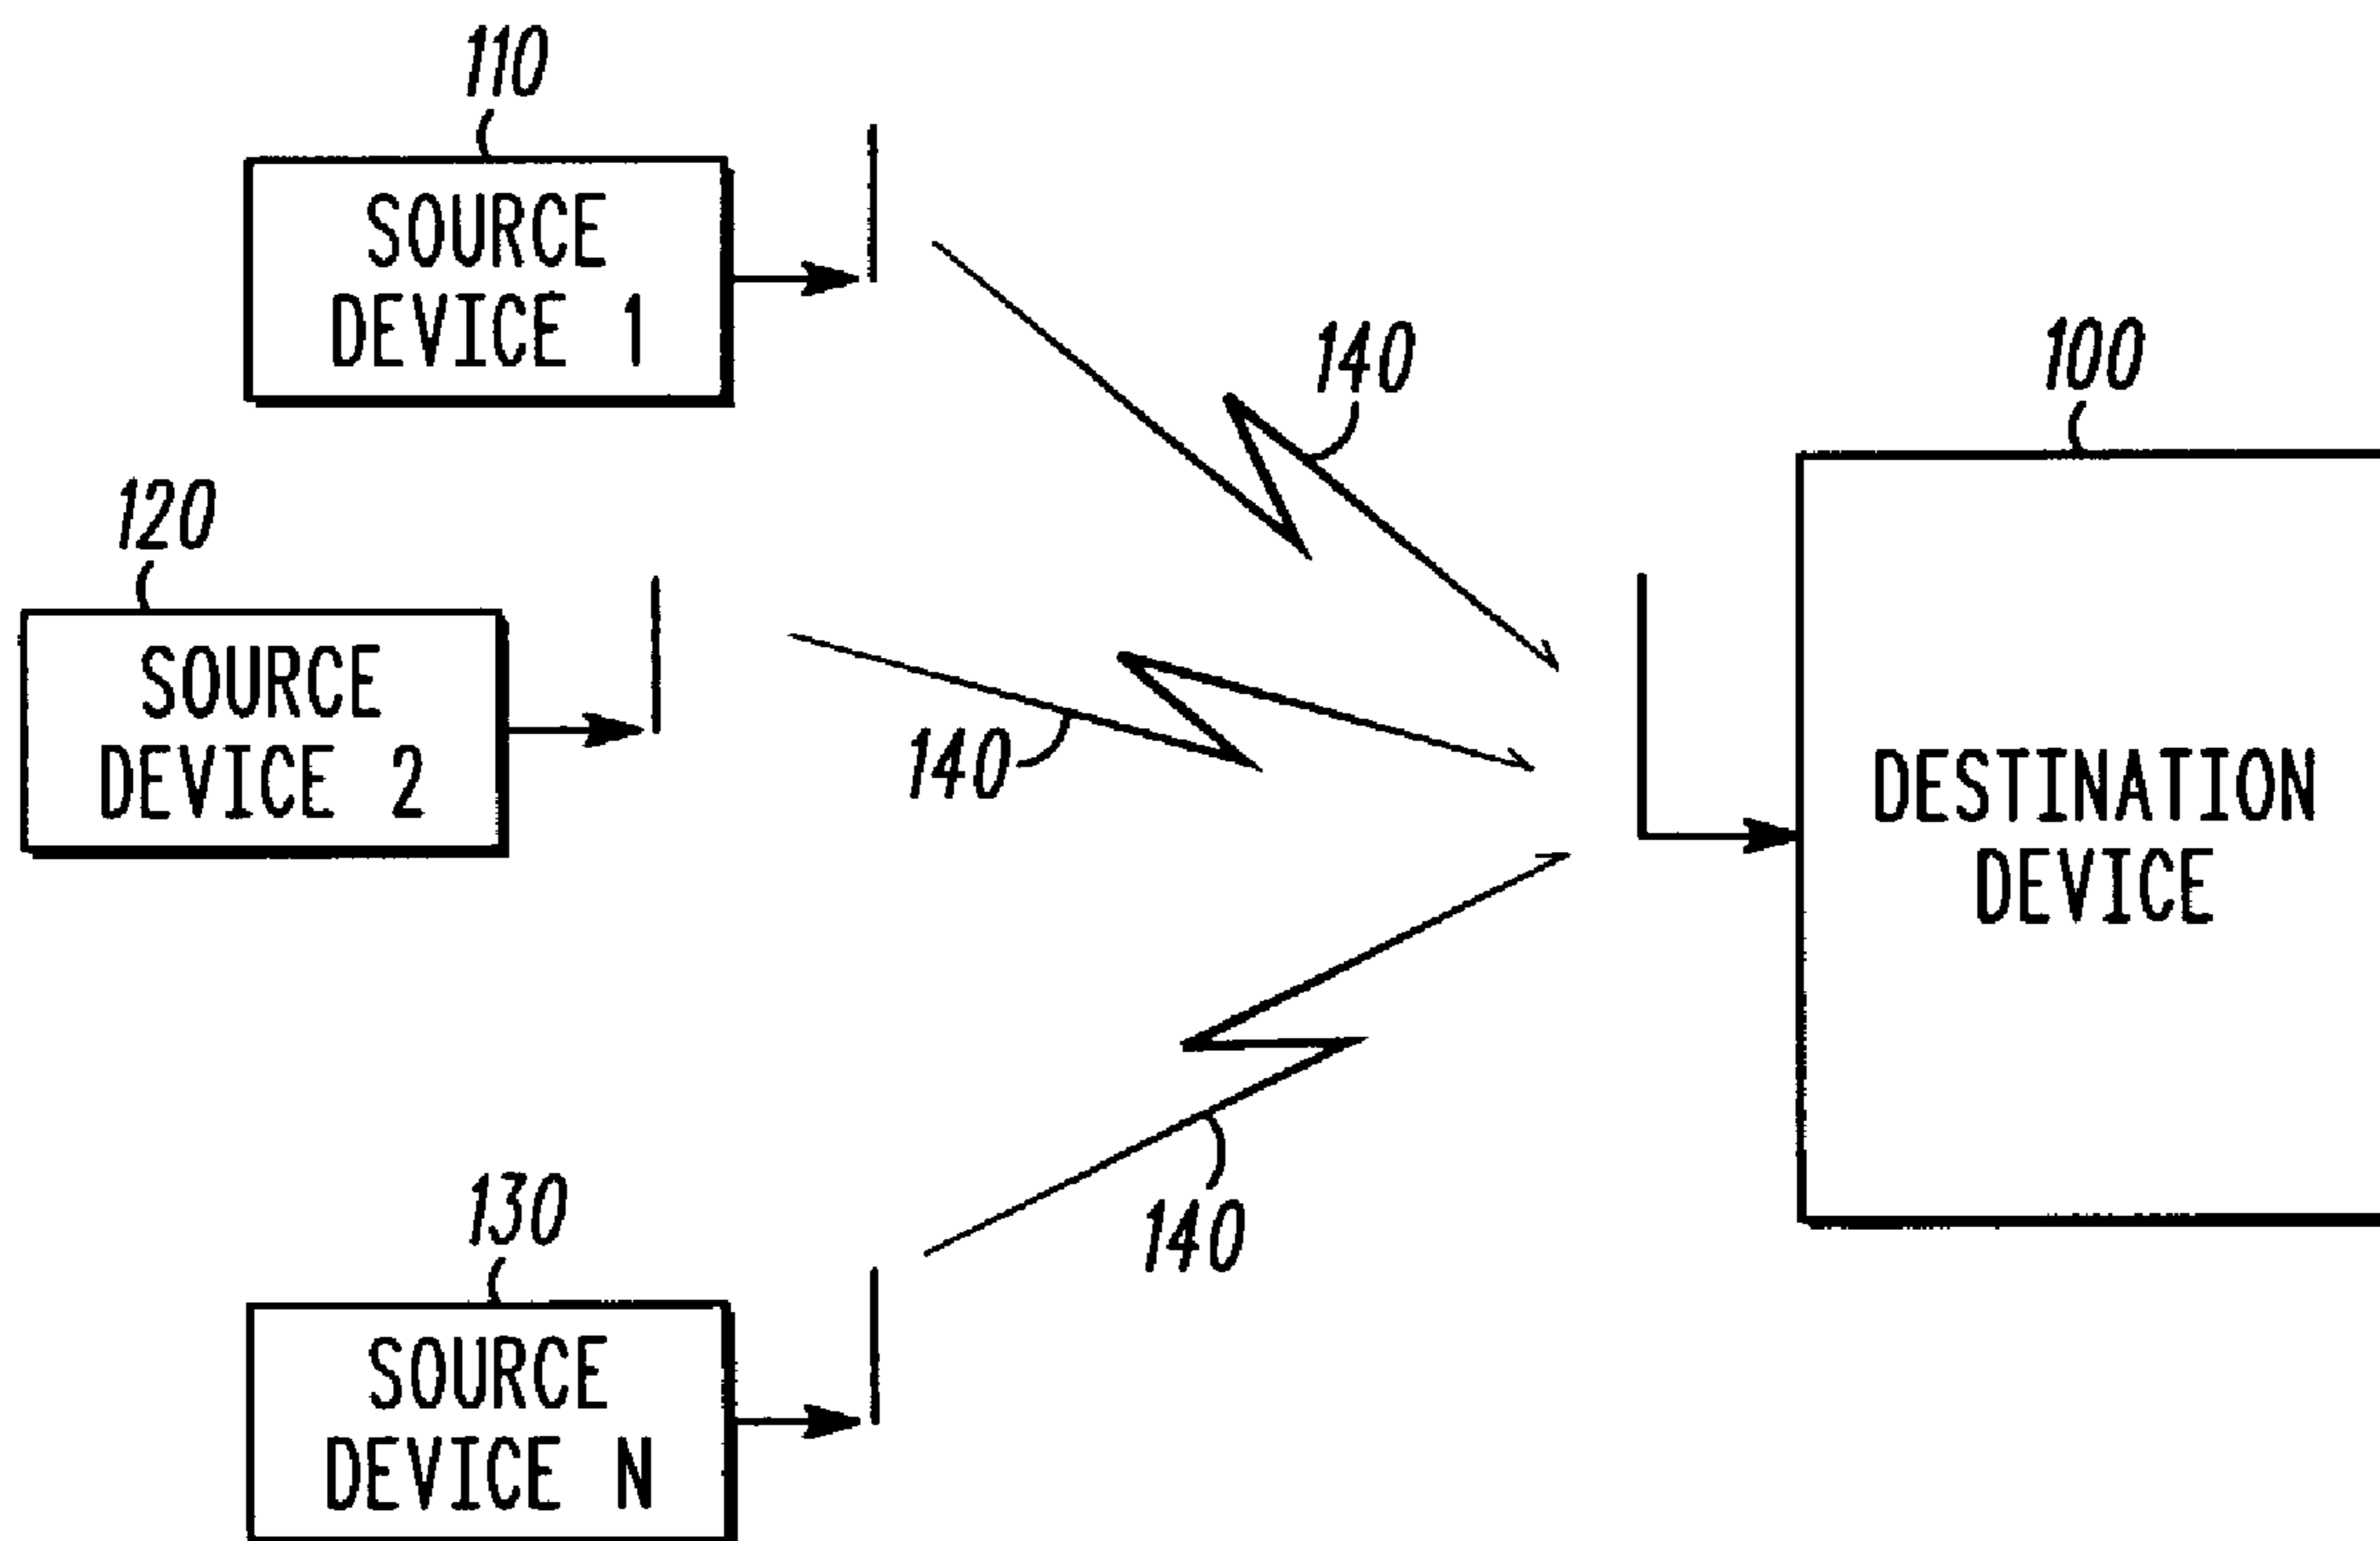 110
SOURCE
DEVICE 1
140
100
120
SOURCE
DEVICE 2
140
DESTINATION
DEVICE
130
140
SOURCE
DEVICE N